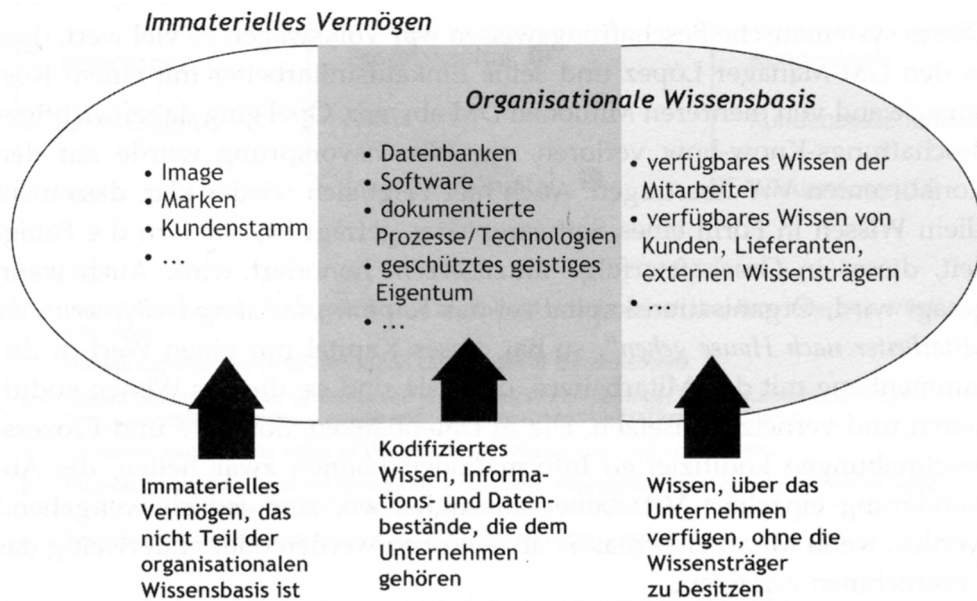 Immaterielles Vermögen
Organisationale Wissensbasis
• Image
• Marken
• Kundenstamm
• ...
• Datenbanken
• Software
• dokumentierte
Prozesse/Technologien
• geschütztes geistiges
Eigentum
• ...
• verfügbares Wissen der
Mitarbeiter
• verfügbares Wissen von
Kunden, Lieferanten,
externen Wissensträgern
• ...
Immaterielles
Vermögen, das
nicht Teil der
organisationalen
Wissensbasis ist
Kodifiziertes
Wissen, Informa-
tions- und Daten-
bestände, die dem
Unternehmen
gehören
Wissen, über das
Unternehmen
verfügen, ohne die
Wissensträger
zu besitzen